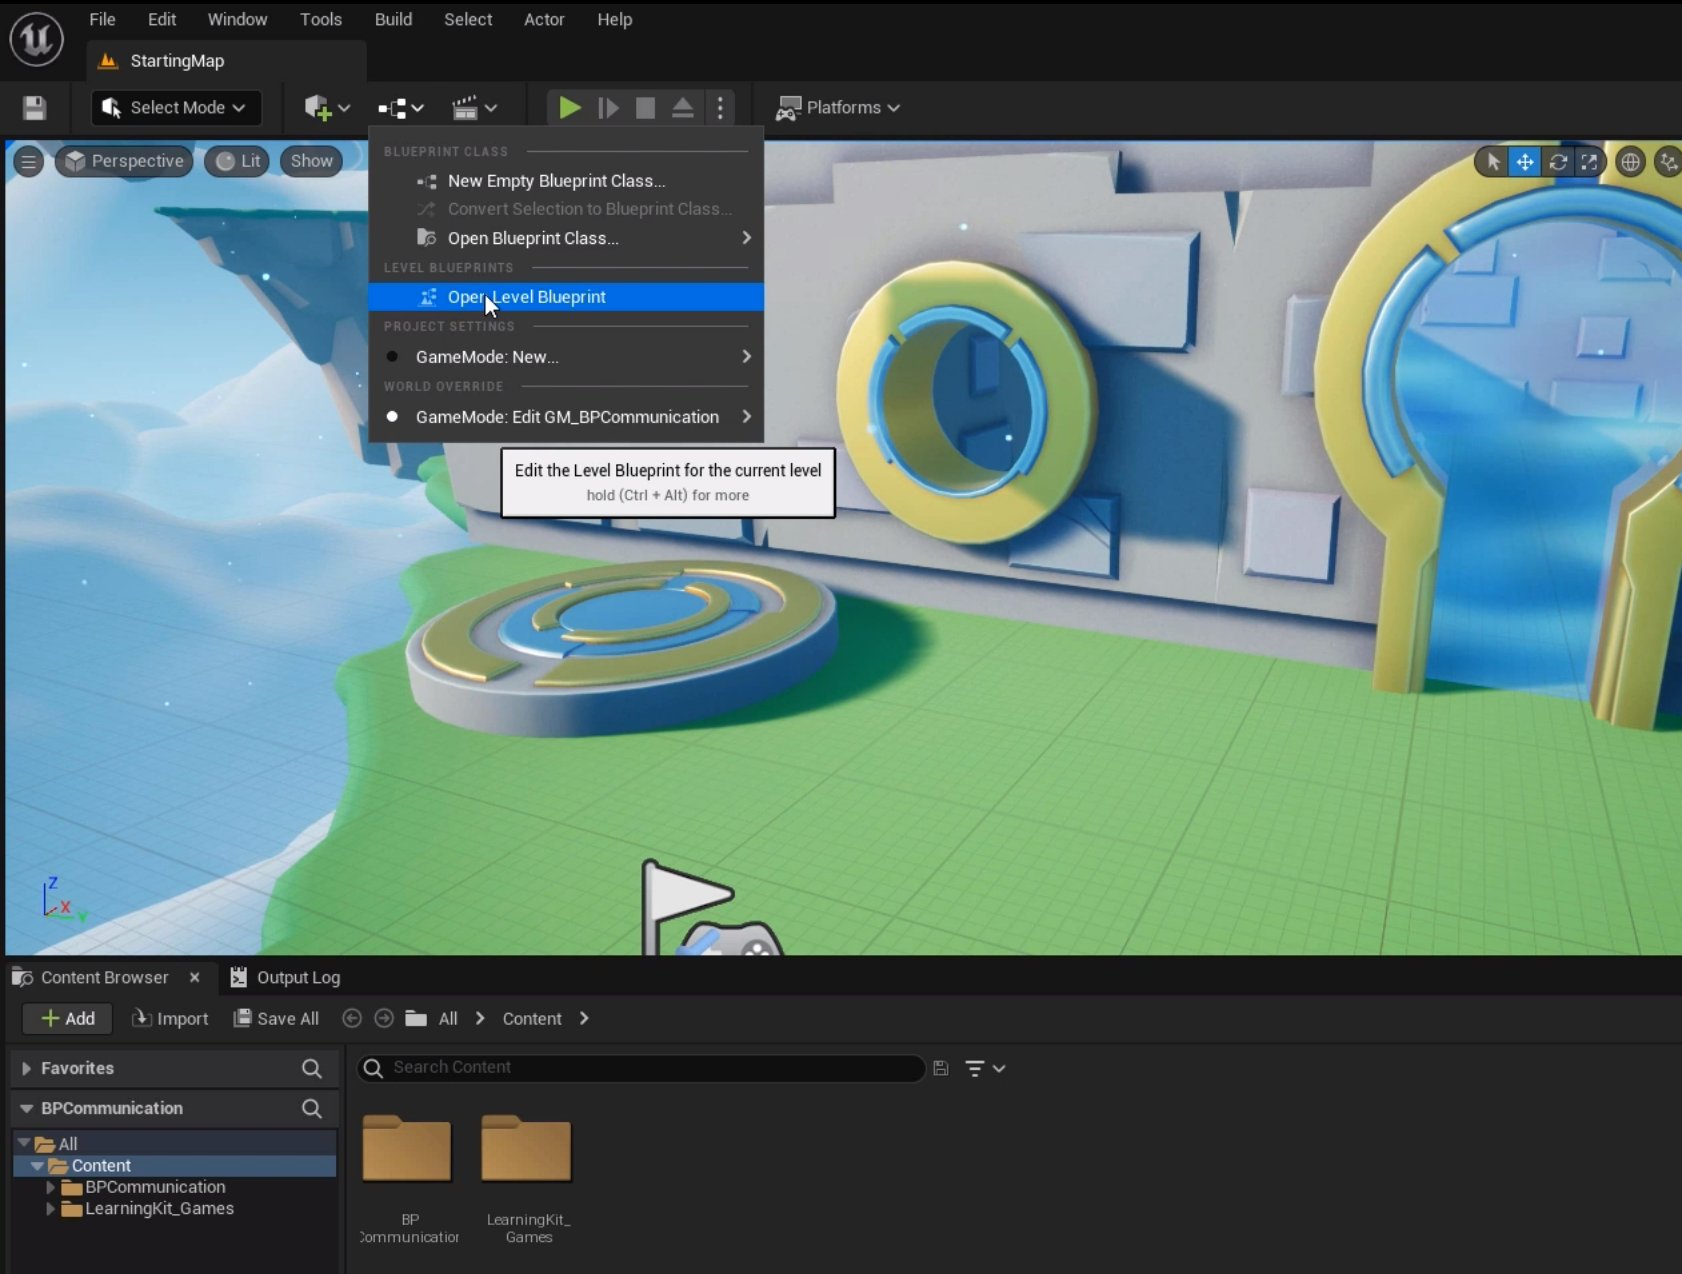 File Edit Window Tools Build Select Actor Help
StartingMap
Select Mode
Platforms
Perspective Lit Show
BLUEPRINT CLASS
New Empty Blueprint Class...
Convert Selection to Blueprint Class...
Open Blueprint Class...
LEVEL BLUEPRINTS
Open Level Blueprint
PROJECT SETTINGS
GameMode: New...
WORLD OVERRIDE
GameMode: Edit GM_BPCommunication
Edit the Level Blueprint for the current level
hold (Ctrl + Alt) for more
Z
X
Y
Content Browser Output Log
Add Import Save All All Content
Favorites Search Content
BPCommunication
All
Content
BPCommunication
LearningKit_Games
BP
Communication
LearningKit_
Games